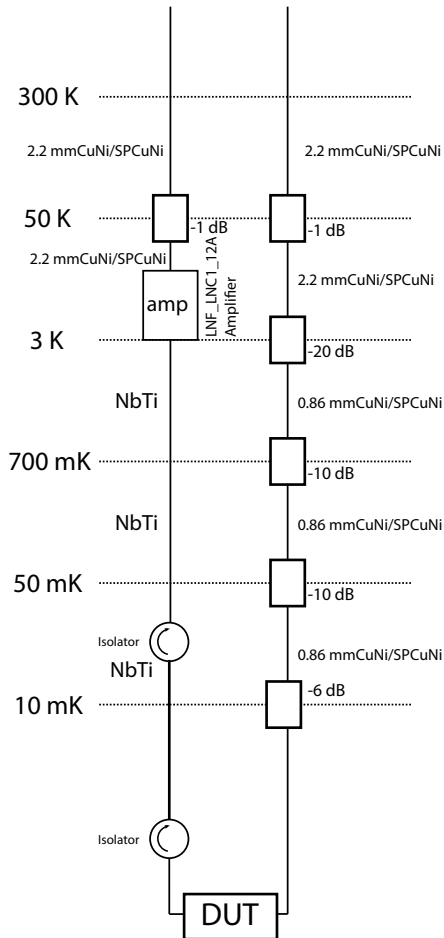 300 K
2.2 mmCuNi/SPCuNi
2.2 mmCuNi/SPCuNi
50 K
-1 dB
-1 dB
2.2 mmCuNi/SPCuNi
2.2 mmCuNi/SPCuNi
amp
LNF_LNC1_12A
Amplifier
3 K
-20 dB
NbTi
0.86 mmCuNi/SPCuNi
700 mK
-10 dB
NbTi
0.86 mmCuNi/SPCuNi
50 mK
-10 dB
Isolator
NbTi
0.86 mmCuNi/SPCuNi
-6 dB
10 mK
Isolator
DUT